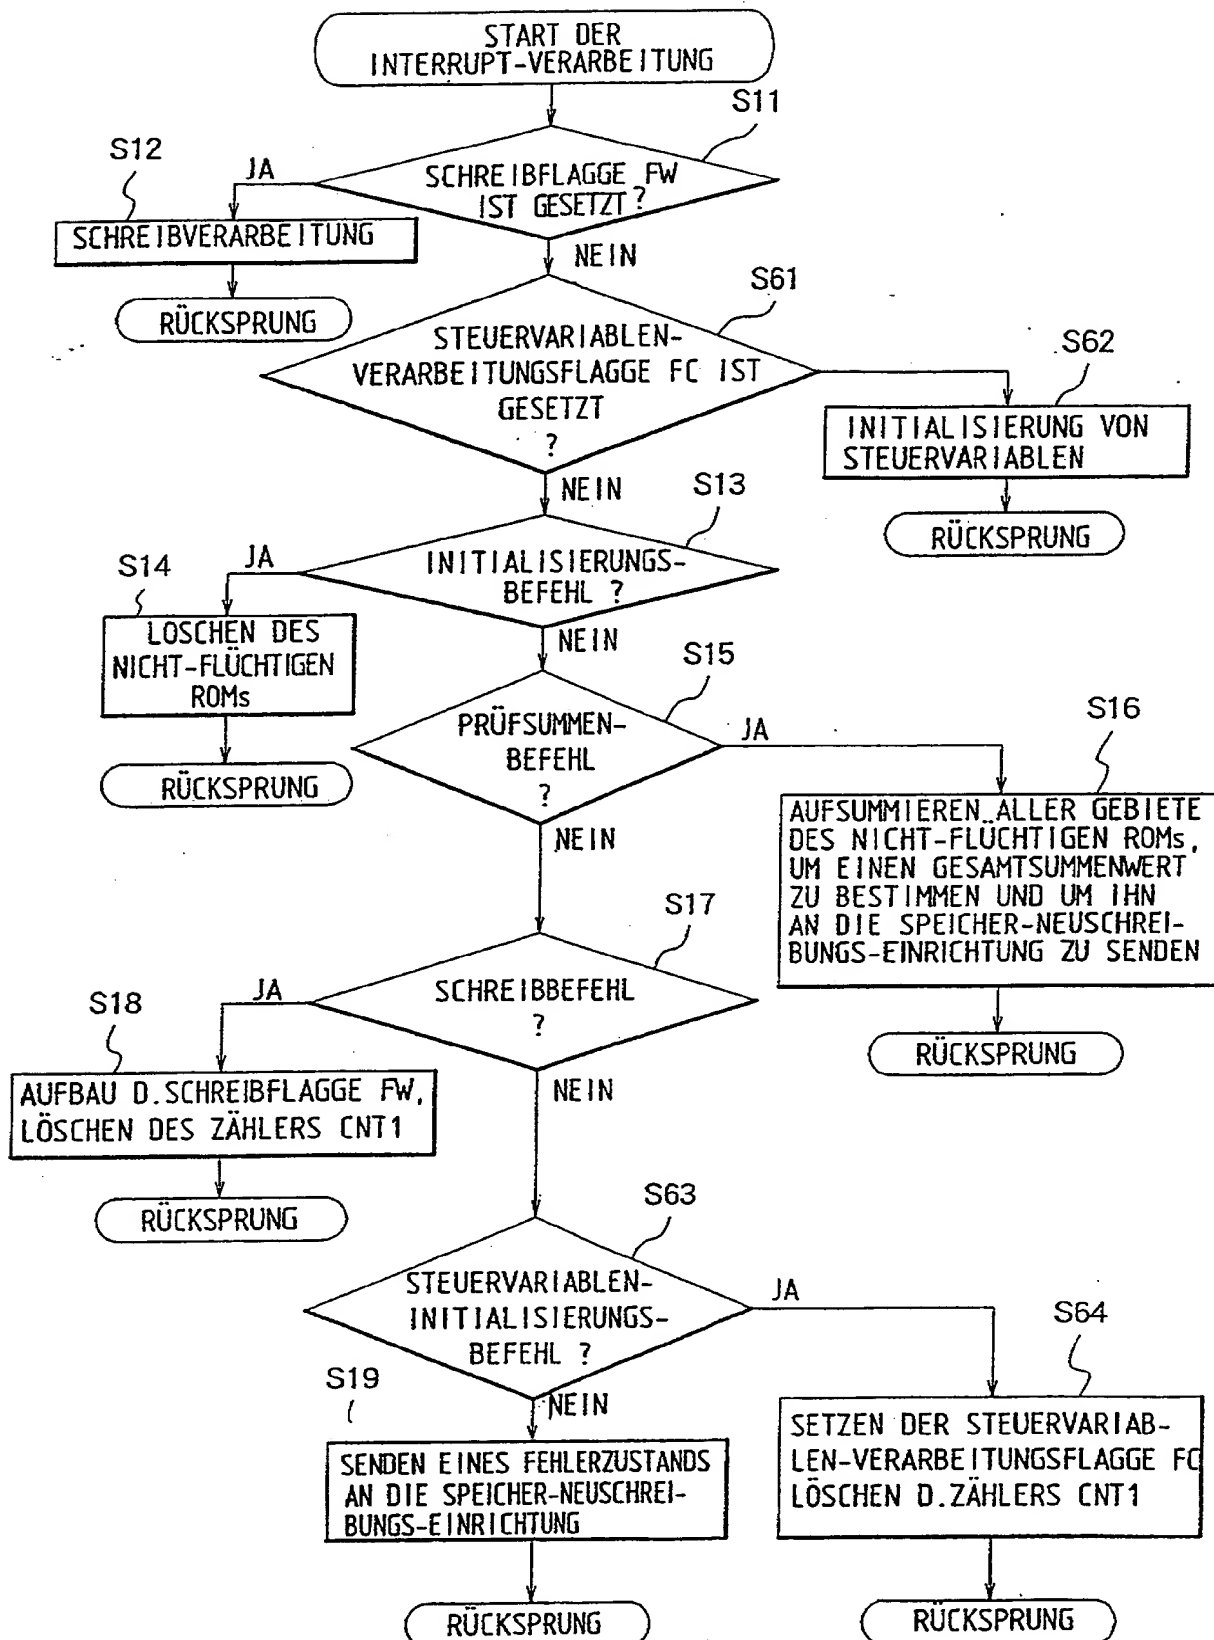 START DER
INTERRUPT-VERARBEITUNG
S11
SCHREIBFLAGGE FW
IST GESETZT?
JA
S12
SCHREIBVERARBEITUNG
RÜCKSPRUNG
NEIN
S61
STEUERVARIABLEN-
VERARBEITUNGSFLAGGE FC IST
GESETZT
?
S62
INITIALISIERUNG VON
STEUERVARIABLEN
RÜCKSPRUNG
NEIN
S13
INITIALISIERUNGS-
BEFEHL ?
JA
S14
LOSCHEN DES
NICHT-FLÜCHTIGEN
ROMs
RÜCKSPRUNG
NEIN
S15
PRÜFSUMMEN-
BEFEHL
?
JA
S16
AUFSUMMIEREN ALLER GEBIETE
DES NICHT-FLÜCHTIGEN ROMs,
UM EINEN GESAMTSUMMENWERT
ZU BESTIMMEN UND UM IHN
AN DIE SPEICHER-NEUSCHREI-
BUNGS-EINRICHTUNG ZU SENDEN
RÜCKSPRUNG
NEIN
S17
SCHREIBBEFEHL
?
JA
S18
AUFBAU D.SCHREIBFLAGGE FW,
LÖSCHEN DES ZÄHLERS CNT1
RÜCKSPRUNG
NEIN
S63
STEUERVARIABLEN-
INITIALISIERUNGS-
BEFEHL ?
JA
S64
SETZEN DER STEUERVARIAB-
LEN-VERARBEITUNGSFLAGGE FC
LÖSCHEN D.ZÄHLERS CNT1
RÜCKSPRUNG
NEIN
S19
SENDEN EINES FEHLERZUSTANDS
AN DIE SPEICHER-NEUSCHREI-
BUNGS-EINRICHTUNG
RÜCKSPRUNG